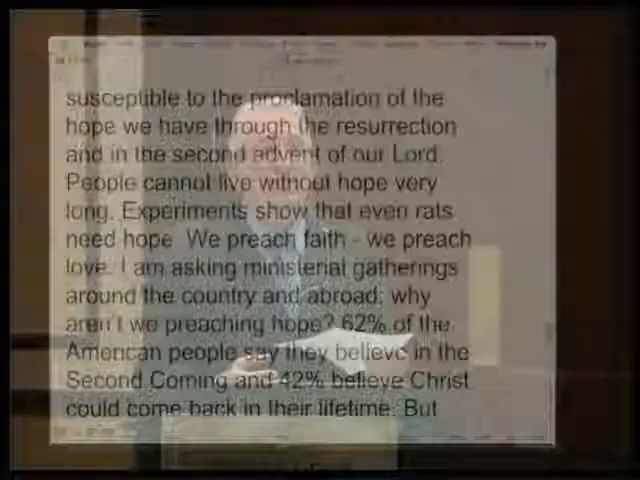 susceptible to the proclamation of the
hope we have through the resurrection
and in the second advent of our Lord.
People cannot live without hope very
long. Experiments show that even rats
need hope. We preach faith - we preach
love. I am asking ministerial gatherings
around the country and abroad: why
aren't we preaching hope? 62% of the
American people say they believe in the
Second Coming and 42% believe Christ
could come back in their lifetime. But